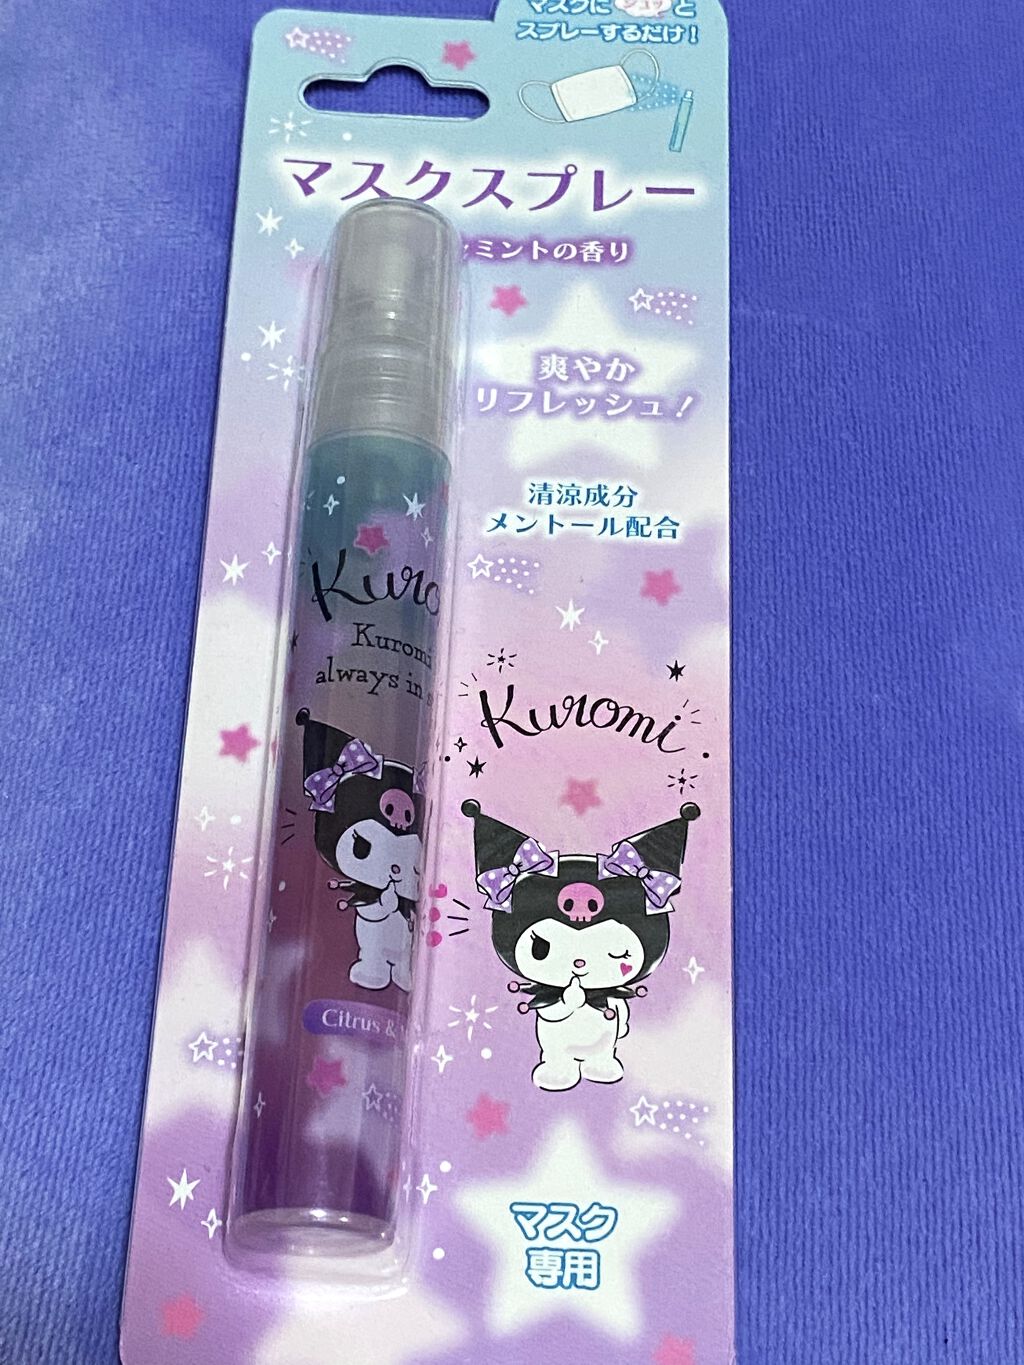 マスクに シュッ と
スプレーするだけ!
マスクスプレー
ミントの香り
爽やか
リフレッシュ!
清涼成分
メントール配合
Kuro
Kuromi
always in s
Kuromi
Citrus &
マスク
専用